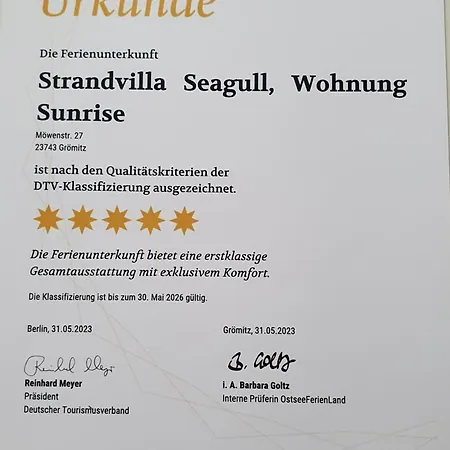 Urkunde
Die Ferienunterkunft
Strandvilla Seagull, Wohnung
Sunrise
Möwenstr. 27
23743 Grömitz
ist nach den Qualitätskriterien der
DTV-Klassifizierung ausgezeichnet.
Die Ferienunterkunft bietet eine erstklassige
Gesamtausstattung mit exklusivem Komfort.
Die Klassifizierung ist bis zum 30. Mai 2026 gültig.
Berlin, 31.05.2023
Reinhard Meyer
Präsident
Deutscher Tourismusverband
Grömitz, 31.05.2023
B. Goltz
i. A. Barbara Goltz
Interne Prüferin OstseeFerienLand